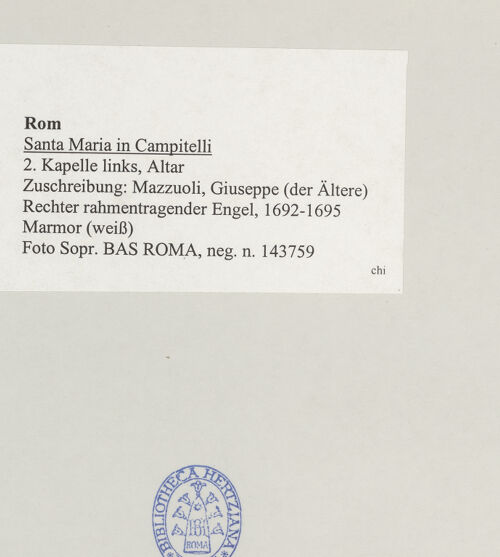 Rom
Santa Maria in Campitelli
2. Kapelle links, Altar
Zuschreibung: Mazzuoli, Giuseppe (der Ältere)
Rechter rahmentragender Engel, 1692-1695
Marmor (weiß)
Foto Sopr. BAS ROMA, neg. n. 143759
chi
BIBLIOTHECA HERTZIANA
ROMA